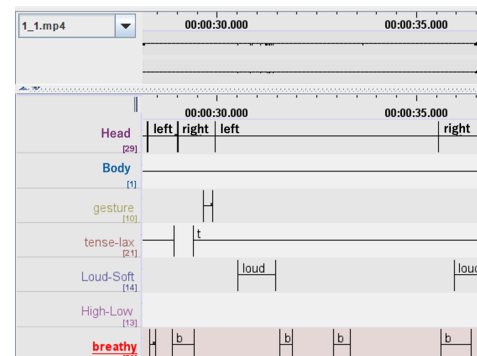 1_1.mp4
00:00:30.000 00:00:35.000
00:00:30.000 00:00:35.000
Head left right left right
[29]
Body
[1]
gesture
[10]
tense-lax t
[21]
Loud-Soft loud louc
[14]
High-Low
[13]
breathy b b b b